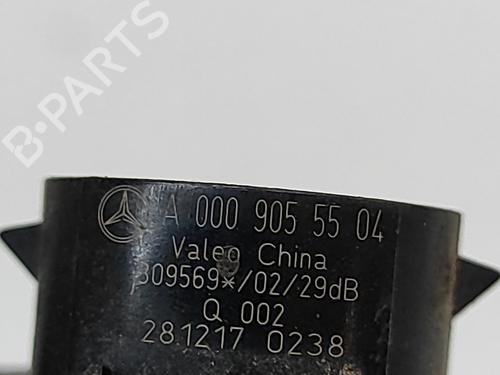 B-PARTS
A 000 905 55 04
Valeo China
309569*/02/29dB
Q 002
281217 0238